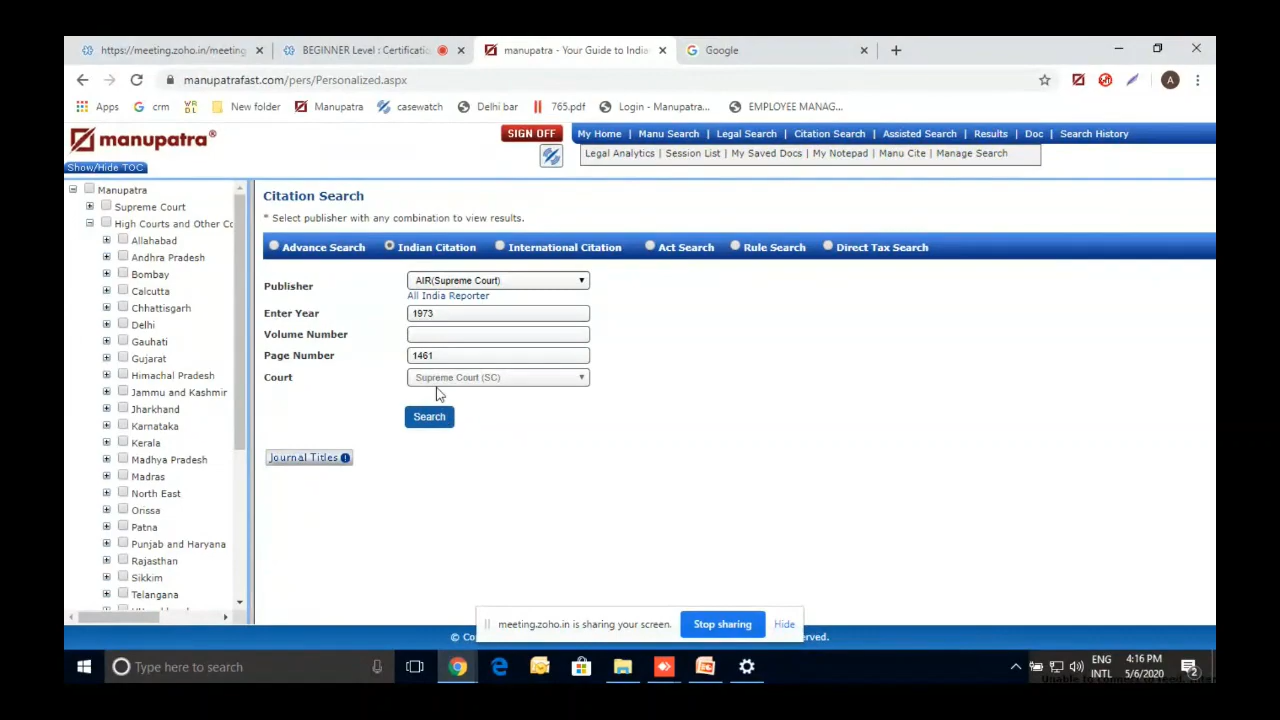 https://meeting.zoho.in/meeting
BEGINNER Level : Certificatio
manupatra - Your Guide to India
Google
manupatrafast.com/pers/Personalized.aspx
A
Apps
crm
New folder
Manupatra
casewatch
Delhi bar
765.pdf
Login - Manupatra...
EMPLOYEE MANAG...
manupatra®
SIGN OFF
My Home | Manu Search | Legal Search | Citation Search | Assisted Search | Results | Doc | Search History
Legal Analytics | Session List | My Saved Docs | My Notepad | Manu Cite | Manage Search
Show/Hide TOC
Manupatra
Supreme Court
High Courts and Other Co
Allahabad
Andhra Pradesh
Bombay
Calcutta
Chhattisgarh
Delhi
Gauhati
Gujarat
Himachal Pradesh
Jammu and Kashmir
Jharkhand
Karnataka
Kerala
Madhya Pradesh
Madras
North East
Orissa
Patna
Punjab and Haryana
Rajasthan
Sikkim
Telangana
Citation Search
* Select publisher with any combination to view results.
Advance Search
Indian Citation
International Citation
Act Search
Rule Search
Direct Tax Search
Publisher
AIR(Supreme Court)
All India Reporter
Enter Year
1973
Volume Number
Page Number
1461
Court
Supreme Court (SC)
Search
Journal Titles
meeting.zoho.in is sharing your screen.
Stop sharing
Hide
© Co
erved.
Type here to search
ENG
INTL
4:16 PM
5/6/2020
2